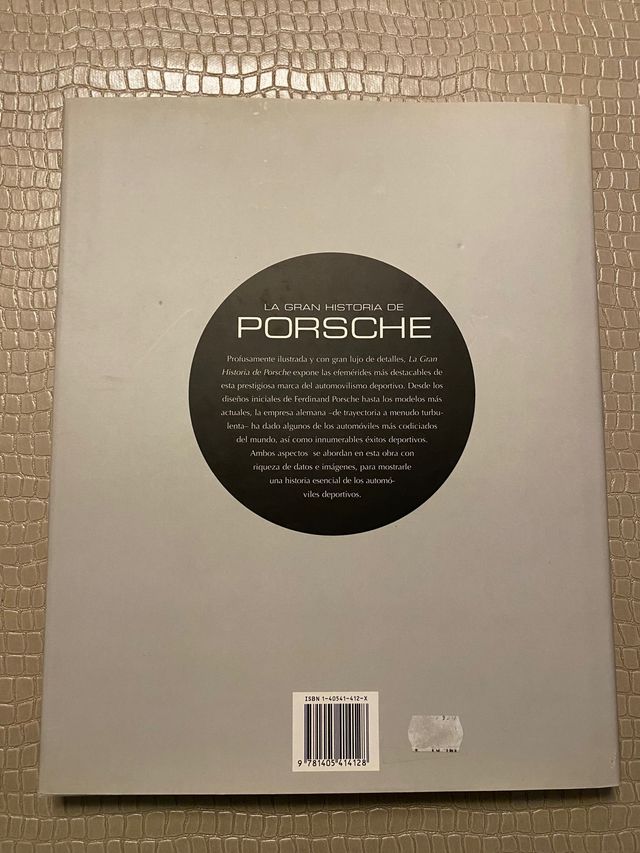 LA GRAN HISTORIA DE
PORSCHE
Profusamente ilustrada y con gran lujo de detalles, La Gran
Historia de Porsche expone las efemérides más destacables de
esta prestigiosa marca del automovilismo deportivo. Desde los
diseños iniciales de Ferdinand Porsche hasta los modelos más
actuales, la empresa alemana –de trayectoria a menudo turbu-
lenta– ha dado algunos de los automóviles más codiciados
del mundo, así como innumerables éxitos deportivos.
Ambos aspectos se abordan en esta obra con
riqueza de datos e imágenes, para mostrarle
una historia esencial de los automó-
viles deportivos.
ISBN 1-40541-412-X
9 781405 414128